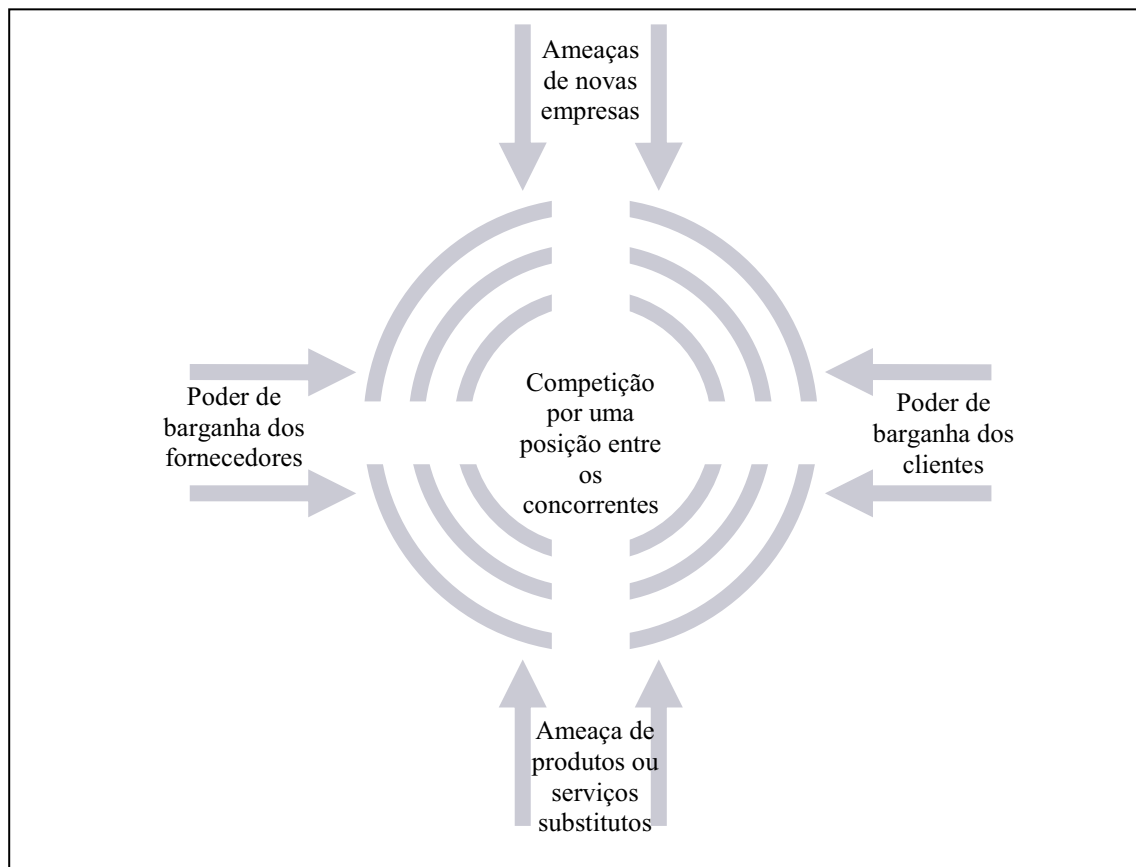 Ameaças
de novas
empresas
Poder de
barganha dos
fornecedores
Competição
por uma
posição entre
os
concorrentes
Poder de
barganha dos
clientes
Ameaça de
produtos ou
serviços
substitutos